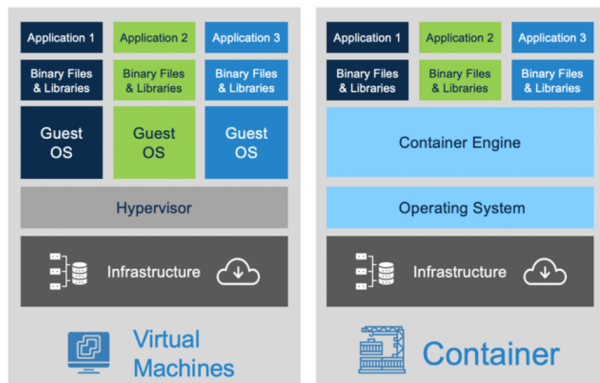 Application 1
Application 2
Application 3
Binary Files
& Libraries
Binary Files
& Libraries
Binary Files
& Libraries
Guest
OS
Guest
OS
Guest
OS
Hypervisor
Infrastructure
Virtual
Machines
Application 1
Application 2
Application 3
Binary Files
& Libraries
Binary Files
& Libraries
Binary Files
& Libraries
Container Engine
Operating System
Infrastructure
Container